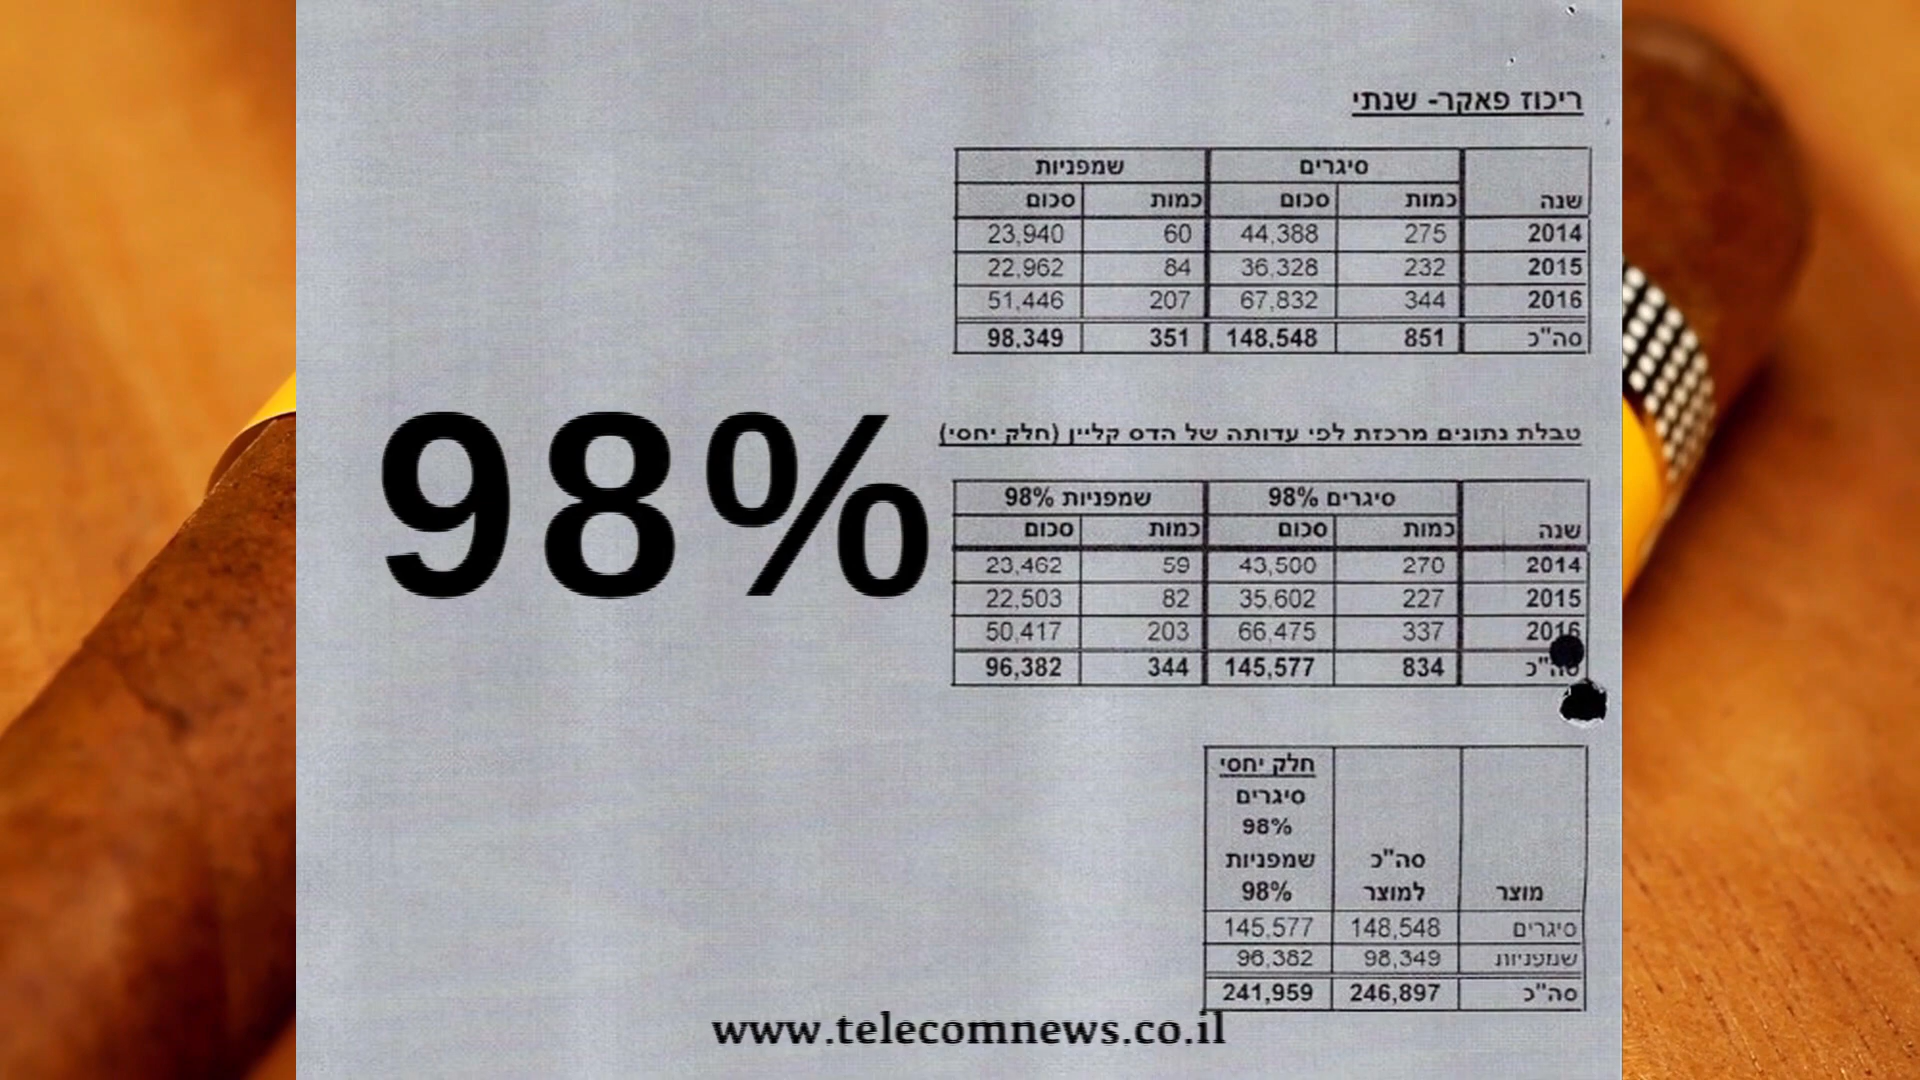 ריכוז פאקר- שנתי
שנה סיגרים שמפניות
כמות סכום כמות סכום
2014 275 44,388 60 23,940
2015 232 36,328 84 22,962
2016 344 67,832 207 51,446
סה"כ 851 148,548 351 98,349
98%
טבלת נתונים מרכזת לפי עדותה של הדס קליין (חלק יחסי)
סיגרים 98% שמפניות 98%
שנה כמות סכום כמות סכום
2014 270 43,500 59 23,462
2015 227 35,602 82 22,503
2016 337 66,475 203 50,417
סה"כ 834 145,577 344 96,382
חלק יחסי
סיגרים
98%
סה"כ שמפניות
מוצר למוצר 98%
סיגרים 148,548 145,577
שמפניות 98,349 96,382
סה"כ 246,897 241,959
www.telecomnews.co.il